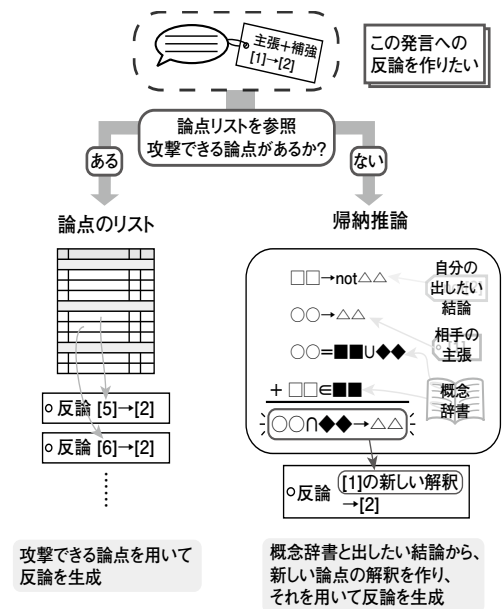 主張＋補強
[1]→[2]
この発言への
反論を作りたい
論点リストを参照
攻撃できる論点があるか?
ある
ない
論点のリスト
帰納推論
□□→not△△
自分の
出したい
結論
○○→△△
相手の
主張
○○=■■∪◆◆
+ □□∈■■
概念
辞書
○○∩◆◆→△△
反論 [5]→[2]
反論 [6]→[2]
反論 [1]の新しい解釈
→[2]
攻撃できる論点を用いて
反論を生成
概念辞書と出したい結論から、
新しい論点の解釈を作り、
それを用いて反論を生成